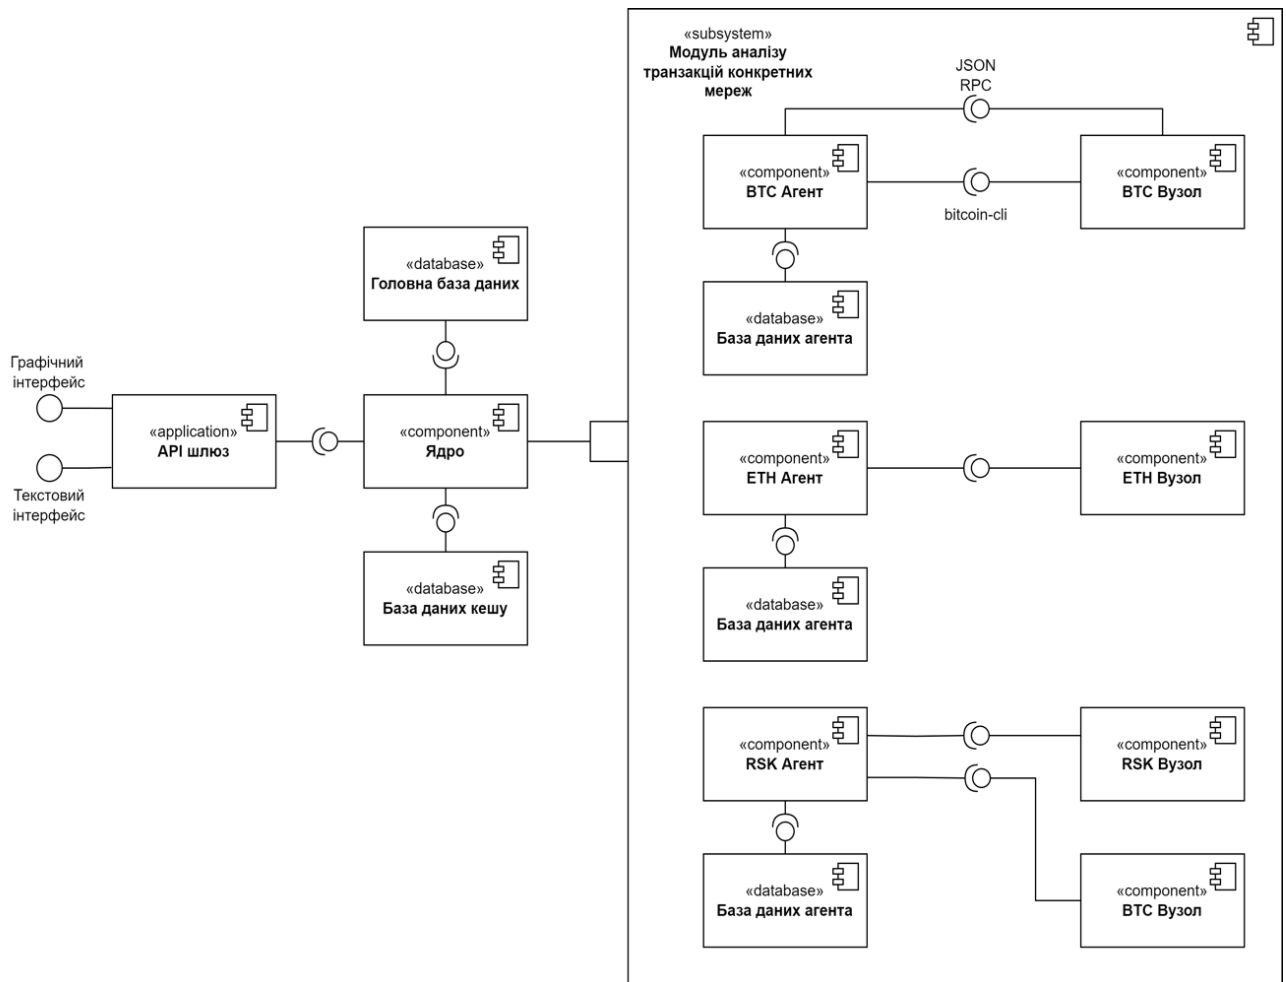 «subsystem»
Модуль аналізу
транзакцій конкретних
мереж
JSON
RPC
«component»
BTC Агент
«component»
BTC Вузол
bitcoin-cli
«database»
База даних агента
«database»
Головна база даних
Графічний
інтерфейс
«application»
API шлюз
«component»
Ядро
Текстовий
інтерфейс
«database»
База даних кешу
«component»
ETH Агент
«component»
ETH Вузол
«database»
База даних агента
«component»
RSK Агент
«component»
RSK Вузол
«database»
База даних агента
«component»
BTC Вузол